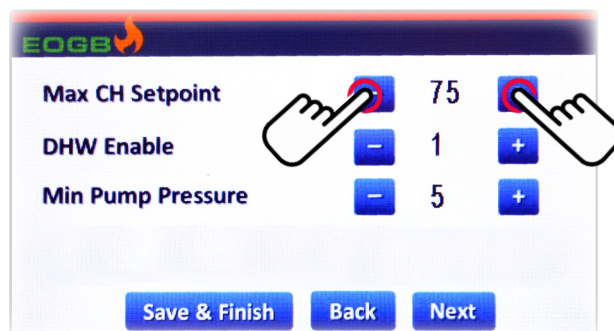 EOGB
Max CH Setpoint 75
DHW Enable - 1 +
Min Pump Pressure - 5 +
Save & Finish Back Next